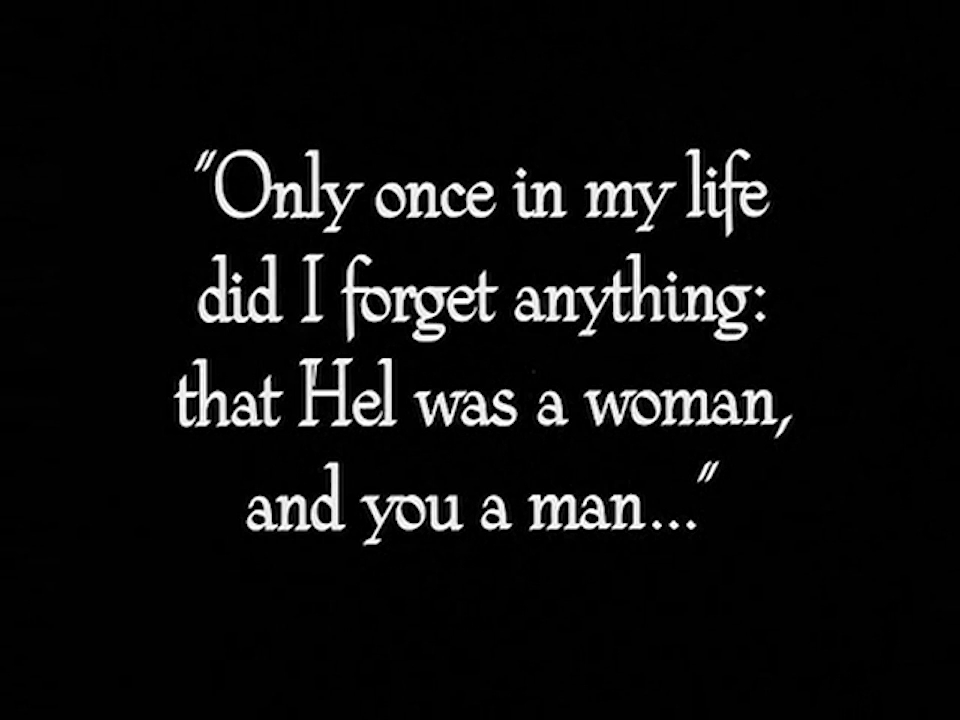 "Only once in my life
did I forget anything:
that Hel was a woman,
and you a man..."